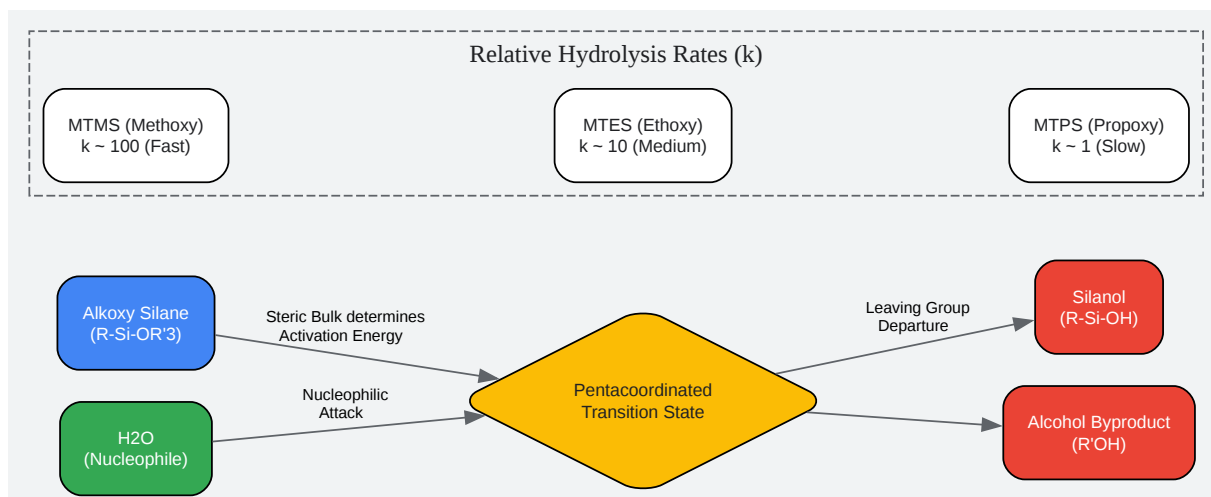 Relative Hydrolysis Rates (k)
MTMS (Methoxy)
k ~ 100 (Fast)
MTES (Ethoxy)
k ~ 10 (Medium)
MTPS (Propoxy)
k ~ 1 (Slow)
Alkoxy Silane
(R-Si-OR'3)
Steric Bulk determines
Activation Energy
Leaving Group
Departure
Silanol
(R-Si-OH)
Pentacoordinated
Transition State
Nucleophilic
Attack
H2O
(Nucleophile)
Alcohol Byproduct
(R'OH)